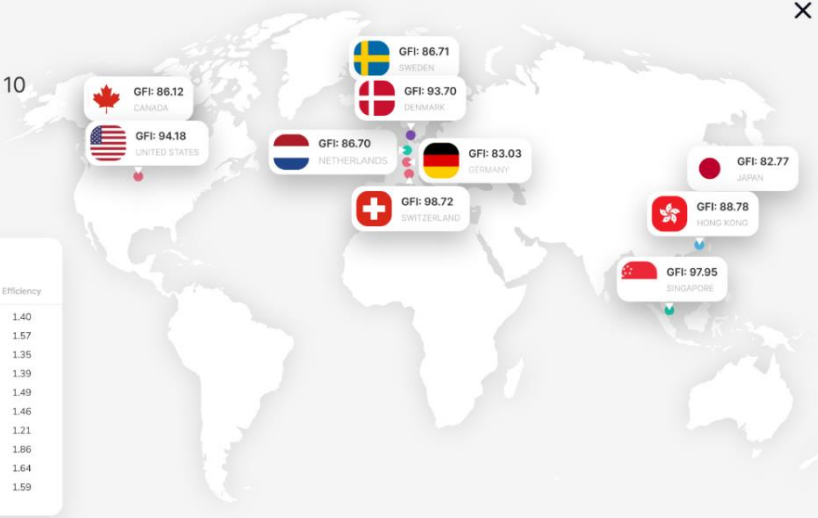 10
GFI: 86.12
CANADA
GFI: 94.18
UNITED STATES
GFI: 86.71
SWEDEN
GFI: 93.70
DENMARK
GFI: 86.70
NETHERLANDS
GFI: 83.03
GERMANY
GFI: 98.72
SWITZERLAND
GFI: 82.77
JAPAN
GFI: 88.78
HONG KONG
GFI: 97.95
SINGAPORE
Efficiency
1.40
1.57
1.35
1.39
1.49
1.46
1.21
1.86
1.64
1.59